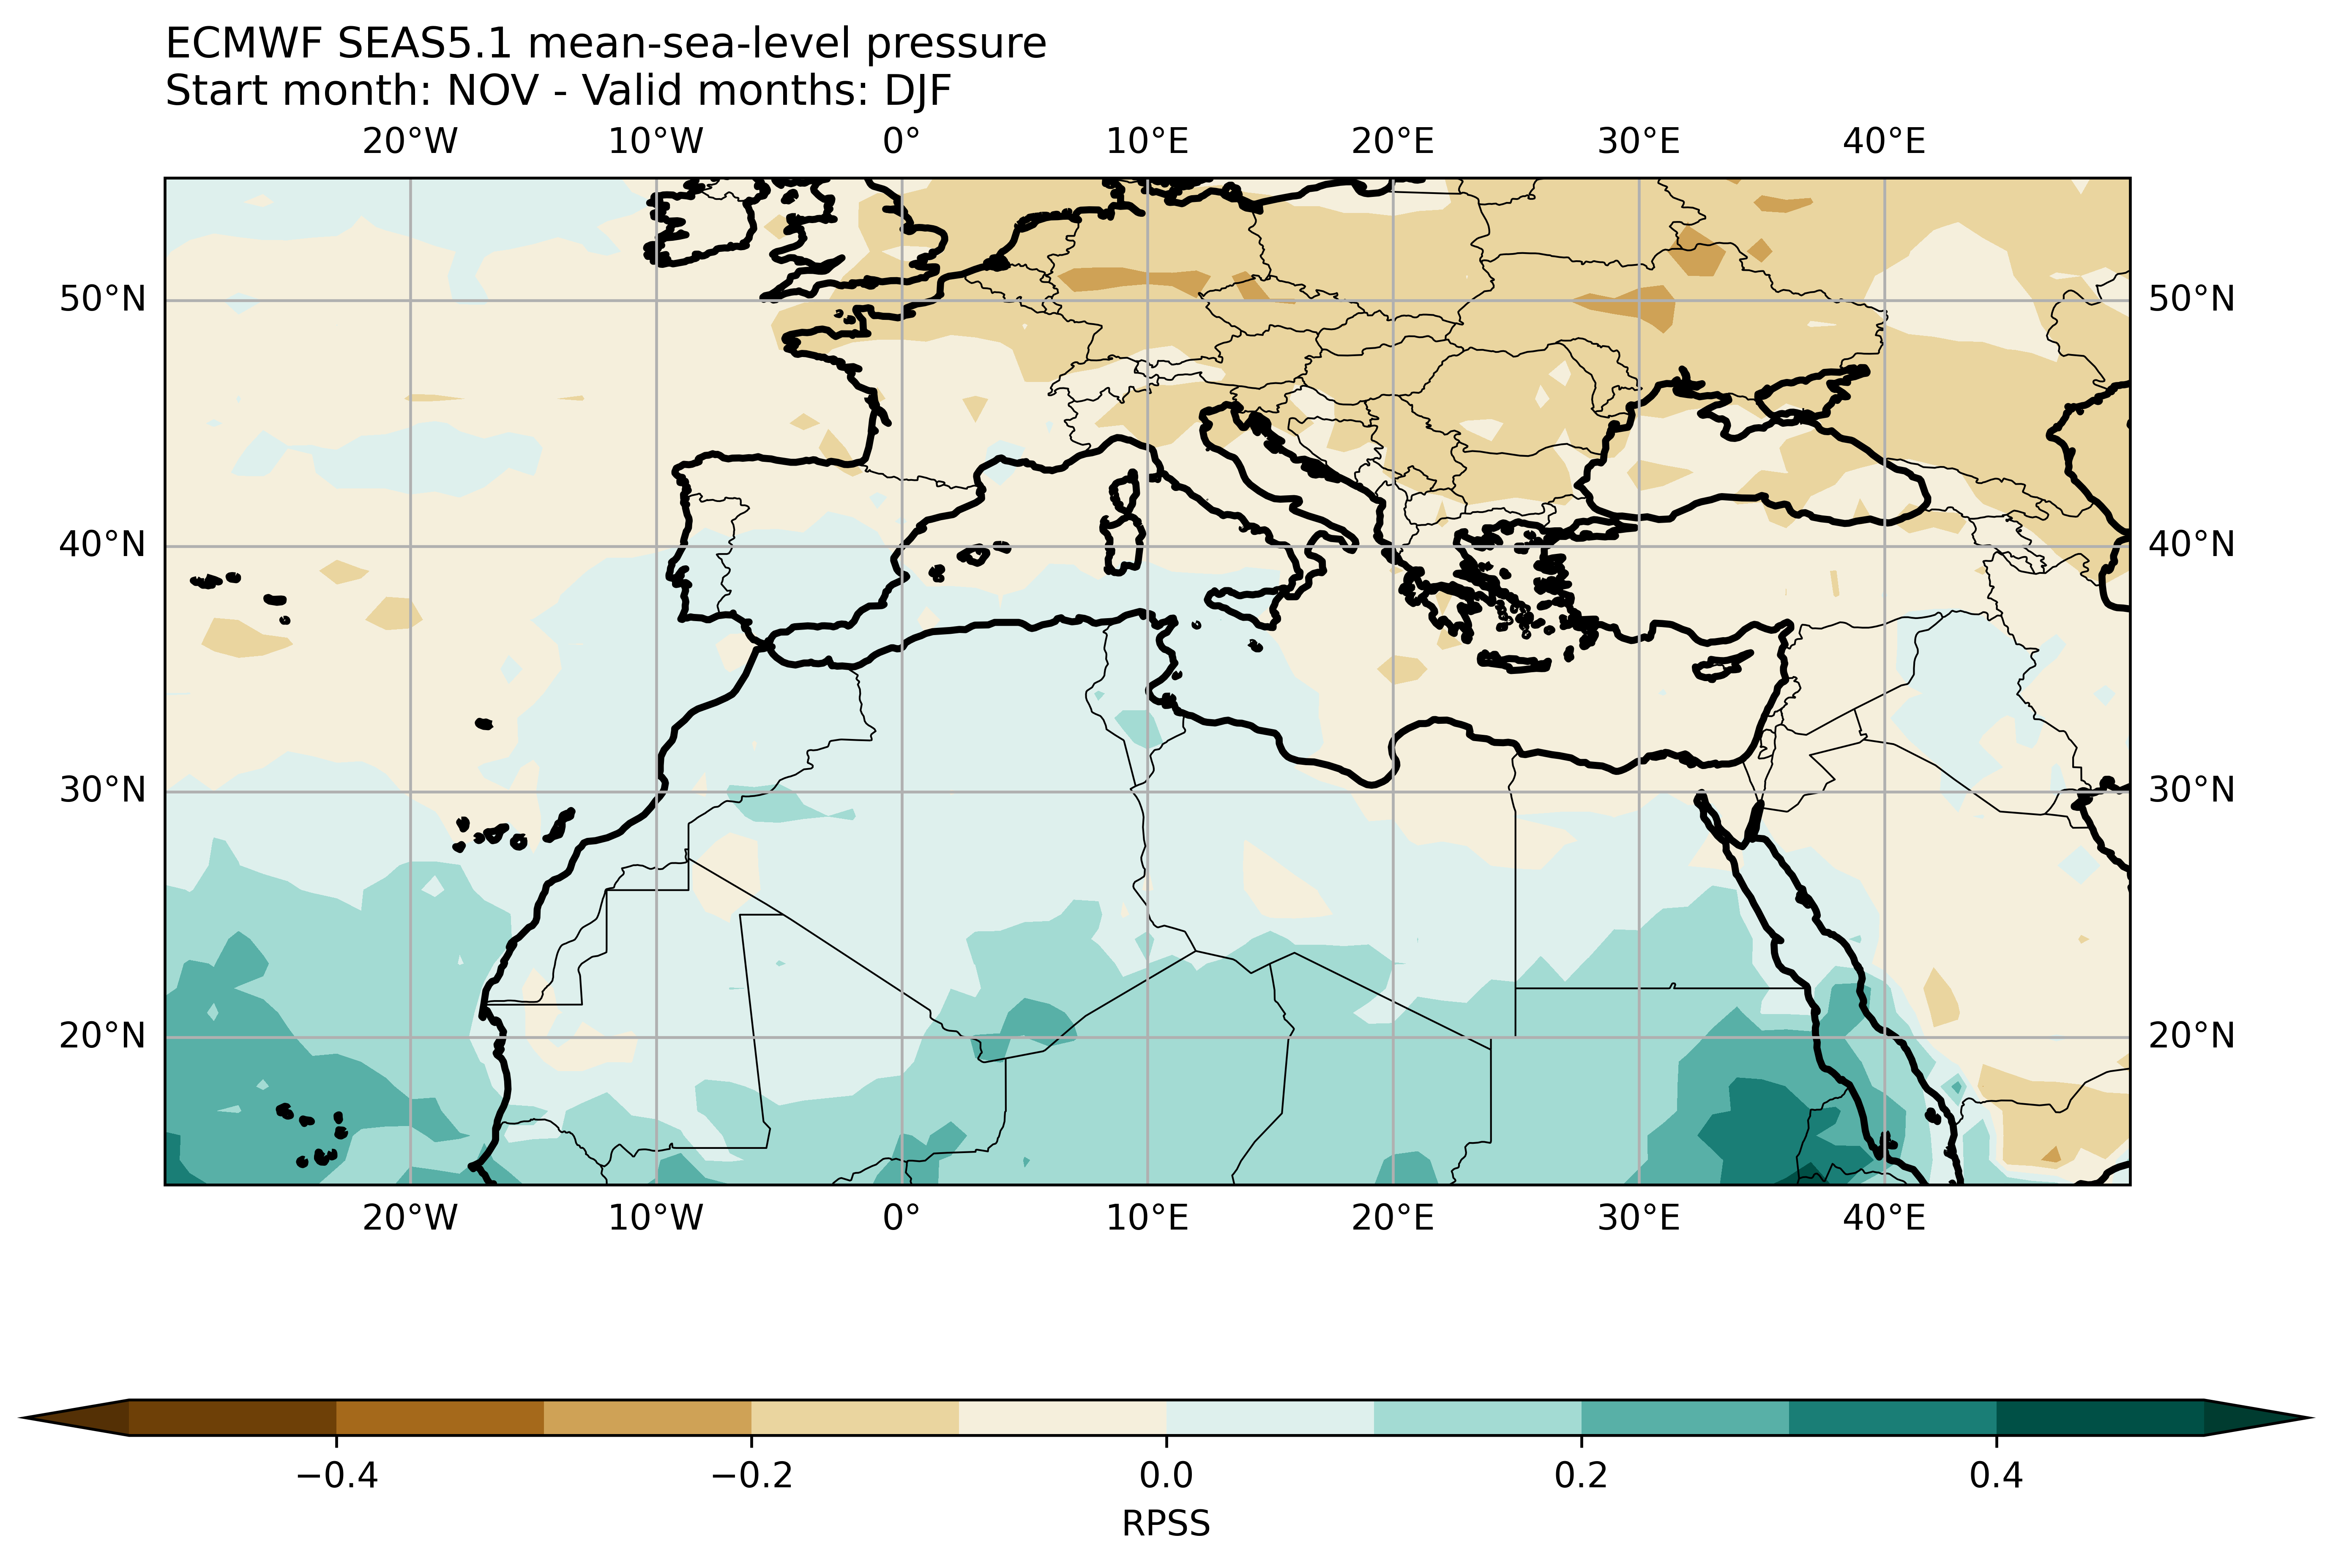 ECMWF SEAS5.1 mean-sea-level pressure
Start month: NOV - Valid months: DJF
20°W 10°W 0° 10°E 20°E 30°E 40°E
50°N 50°N
40°N 40°N
30°N 30°N
20°N 20°N
20°W 10°W 0° 10°E 20°E 30°E 40°E
−0.4 −0.2 0.0 0.2 0.4
RPSS